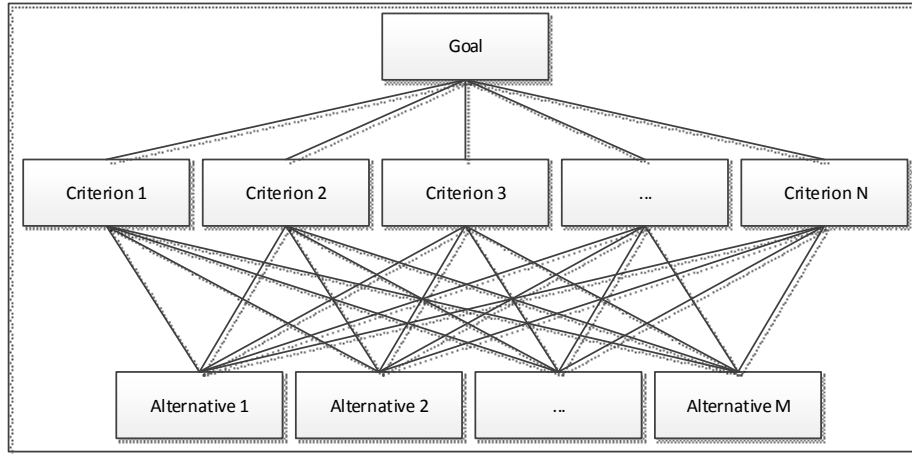 Goal
Criterion 1
Criterion 2
Criterion 3
...
Criterion N
Alternative 1
Alternative 2
...
Alternative M